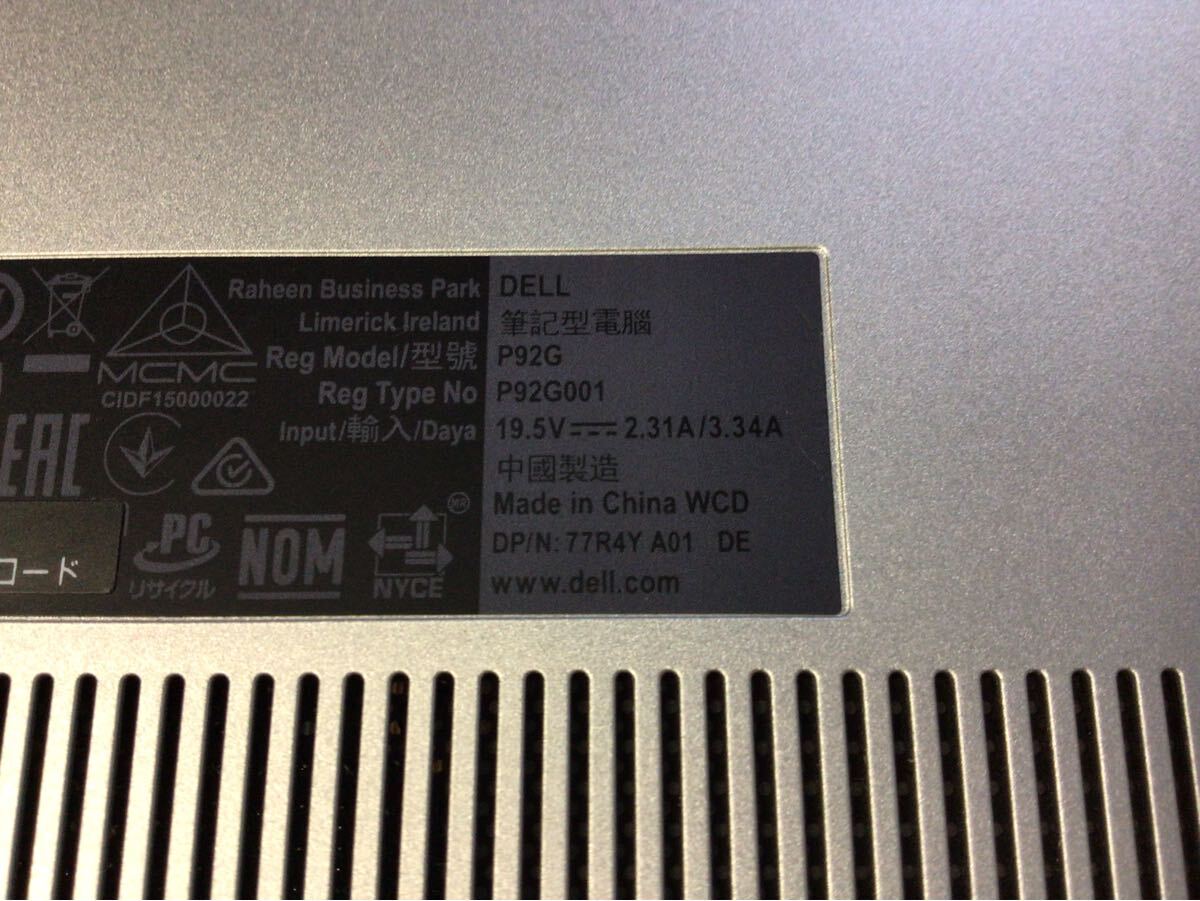 Raheen Business Park DELL
Limerick Ireland 筆記型電腦
Reg Model/型號 P92G
Reg Type No P92G001
Input/輸入/Daya 19.5V⎓2.31A/3.34A
中國製造
Made in China WCD
DP/N: 77R4Y A01 DE
www.dell.com
MCMC
CIDF15000022
EAC
コード
PC
リサイクル
NOM
MR
NYCE